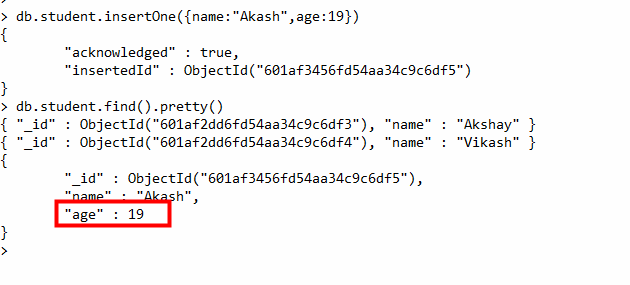 > db.student.insertOne({name:"Akash",age:19})
{
        "acknowledged" : true,
        "insertedId" : ObjectId("601af3456fd54aa34c9c6df5")
}
> db.student.find().pretty()
{ "_id" : ObjectId("601af2dd6fd54aa34c9c6df3"), "name" : "Akshay" }
{ "_id" : ObjectId("601af2dd6fd54aa34c9c6df4"), "name" : "Vikash" }
{
        "_id" : ObjectId("601af3456fd54aa34c9c6df5"),
        "name" : "Akash",
        "age" : 19
}
>